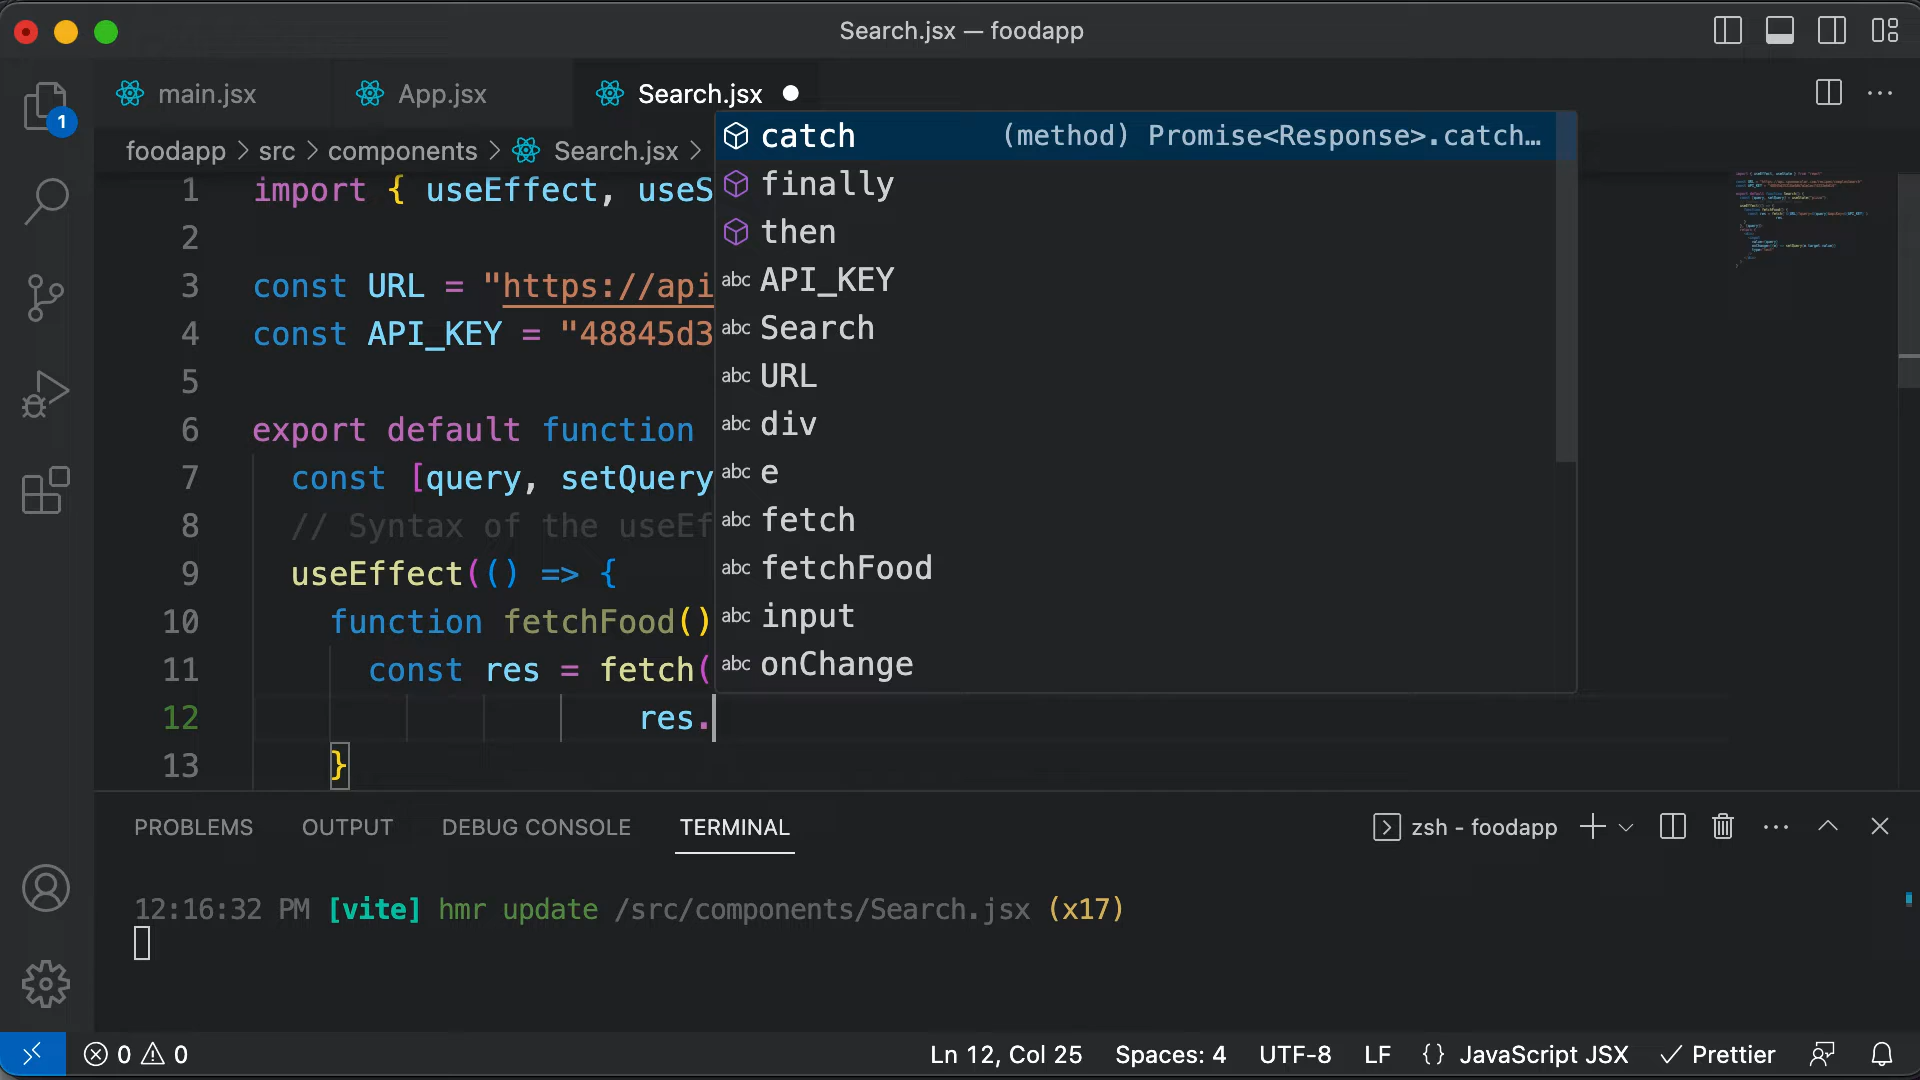 Search.jsx — foodapp
main.jsx App.jsx Search.jsx
1
foodapp > src > components > Search.jsx >
1 import { useEffect, useS
2
3 const URL = "https://api
4 const API_KEY = "48845d3
5
6 export default function
7 const [query, setQuery
8 // Syntax of the useEf
9 useEffect(() => {
10 function fetchFood()
11 const res = fetch(
12 res.
13 }
catch (method) Promise<Response>.catch…
finally
then
abc API_KEY
abc Search
abc URL
abc div
abc e
abc fetch
abc fetchFood
abc input
abc onChange
PROBLEMS OUTPUT DEBUG CONSOLE TERMINAL zsh - foodapp
12:16:32 PM [vite] hmr update /src/components/Search.jsx (x17)
0 0 Ln 12, Col 25 Spaces: 4 UTF-8 LF {} JavaScript JSX ✓ Prettier